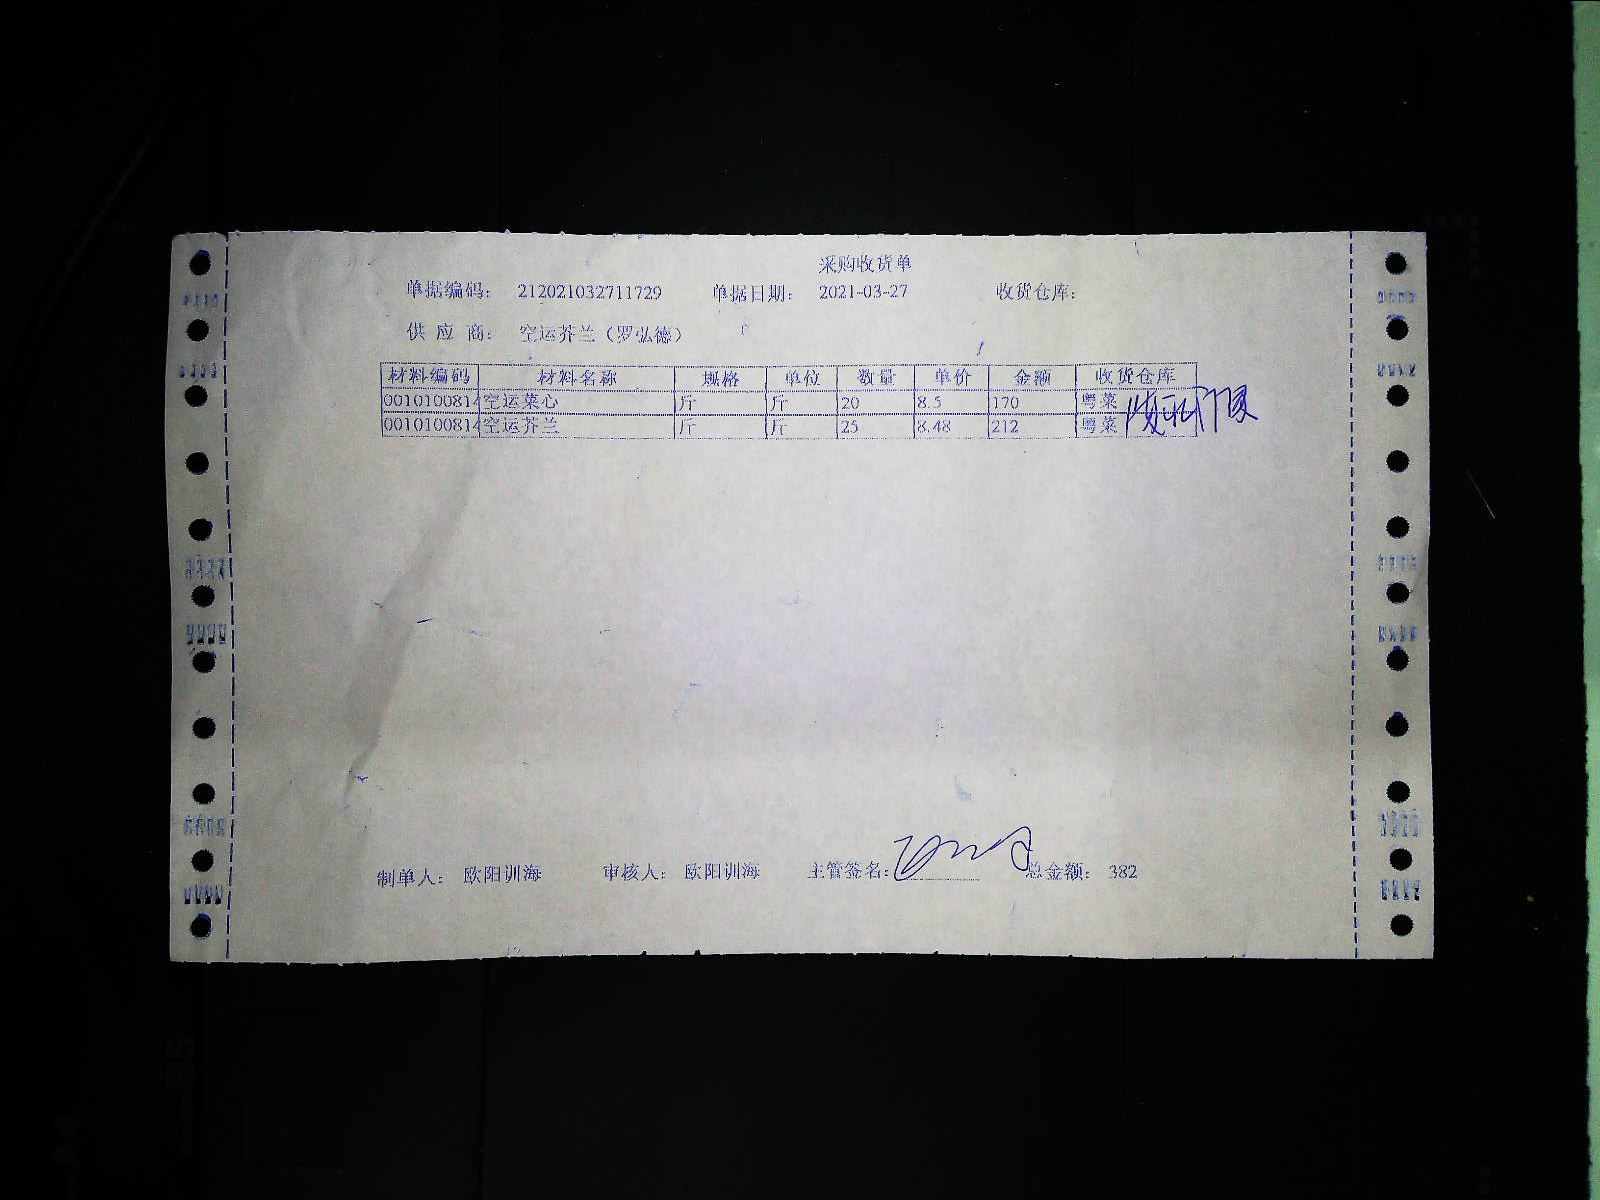 采购收货单
单据编码: 212021032711729 单据日期: 2021-03-27 收货仓库:
供 应 商: 空运芥兰（罗弘德）
材料编码 材料名称 规格 单位 数量 单价 金额 收货仓库
0010100814 空运菜心 斤 斤 20 8.5 170 粤菜
0010100814 空运芥兰 斤 斤 25 8.48 212 粤菜
制单人: 欧阳训海 审核人: 欧阳训海 主管签名: 总金额: 382